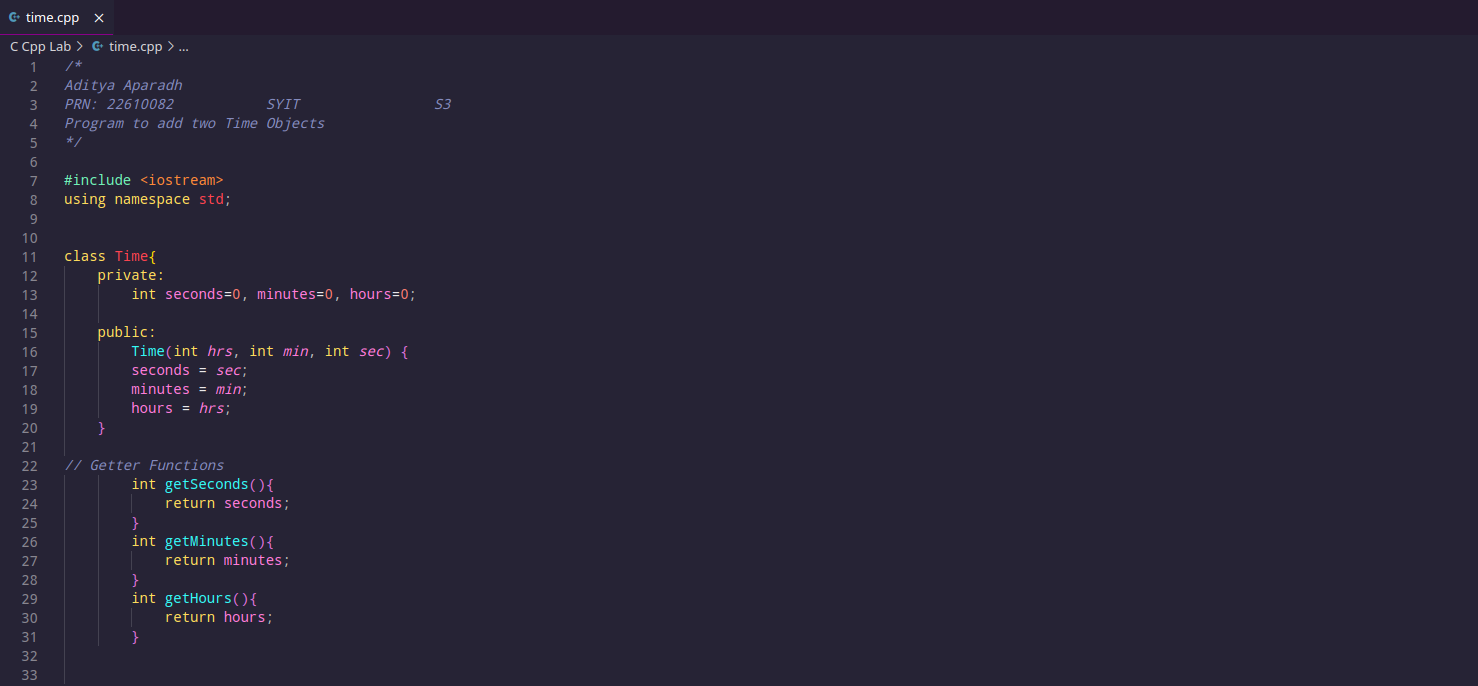 time.cpp ×
C Cpp Lab > time.cpp > ...
1 /*
2 Aditya Aparadh
3 PRN: 22610082           SYIT                S3
4 Program to add two Time Objects
5 */
6
7 #include <iostream>
8 using namespace std;
9
10
11 class Time{
12     private:
13         int seconds=0, minutes=0, hours=0;
14
15     public:
16         Time(int hrs, int min, int sec) {
17         seconds = sec;
18         minutes = min;
19         hours = hrs;
20     }
21
22 // Getter Functions
23         int getSeconds(){
24             return seconds;
25         }
26         int getMinutes(){
27             return minutes;
28         }
29         int getHours(){
30             return hours;
31         }
32
33